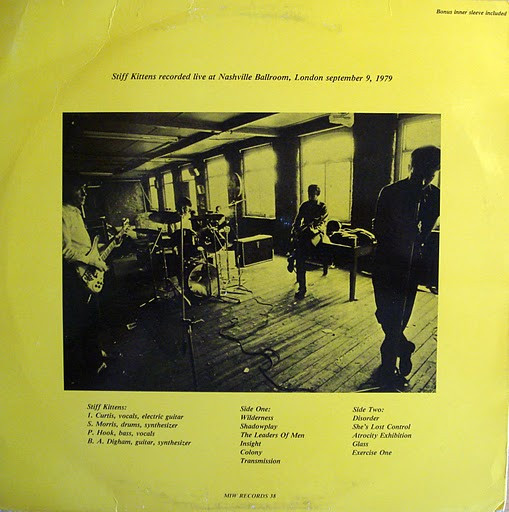 Bonus inner sleeve included
Stiff Kittens recorded live at Nashville Ballroom, London september 9, 1979
Stiff Kittens:
I. Curtis, vocals, electric guitar
S. Morris, drums, synthesizer
P. Hook, bass, vocals
B. A. Digham, guitar, synthesizer
Side One:
Wilderness
Shadowplay
The Leaders Of Men
Insight
Colony
Transmission
Side Two:
Disorder
She's Lost Control
Atrocity Exhibition
Glass
Exercise One
MIW RECORDS 38